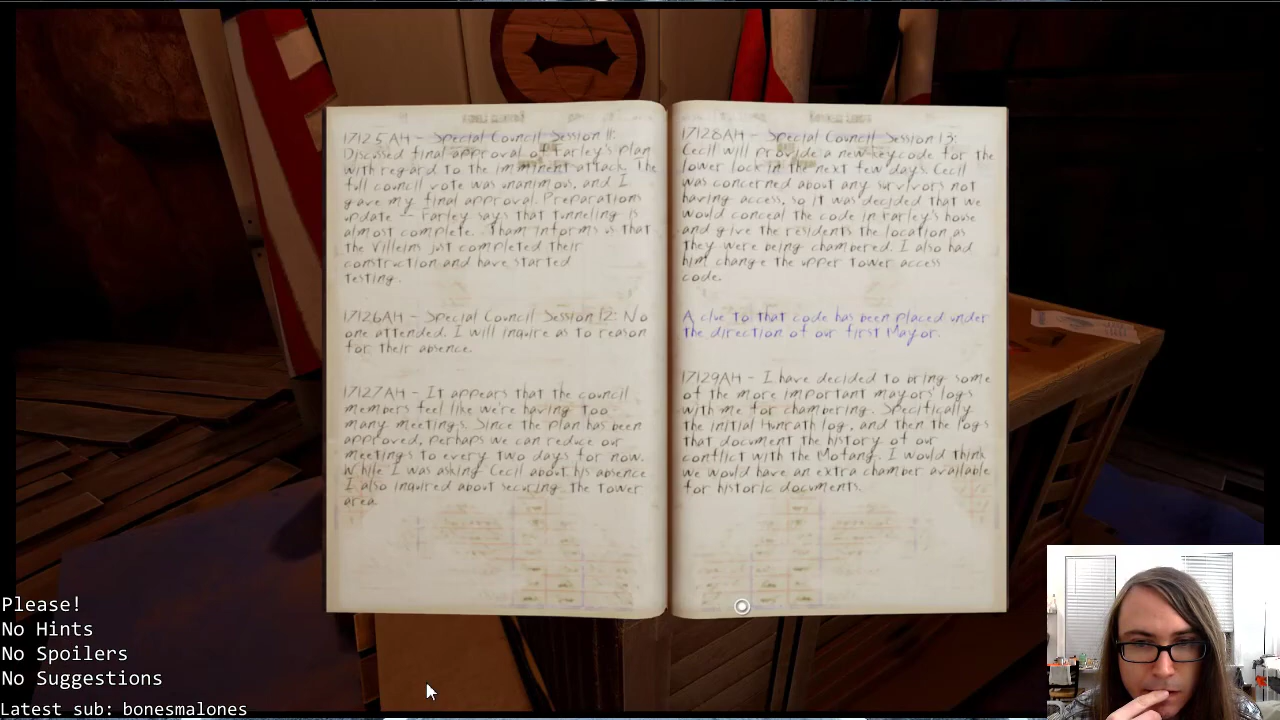 17125AH - Special Council Session 11:
Discussed final approval of Farley's plan
with regard to the imminent attack. The
full council vote was unanimous, and I
gave my final approval. Preparations
update -- Farley says that tunneling is
almost complete. Tham informs us that
the Villeins just completed their
construction and have started
testing.
17126AH - Special Council Session 12: No
one attended. I will inquire as to reason
for their absence.
17127AH - It appears that the council
members feel like we're having too
many meetings. Since the plan has been
approved, perhaps we can reduce our
meetings to every two days for now.
While I was asking Cecil about his absence
I also inquired about securing the Tower
area.
17128AH - Special Council Session 13:
Cecil will provide a new keycode for the
lower lock in the next few days. Cecil
was concerned about any survivors not
having access, so it was decided that we
would conceal the code in Farley's house
and give the residents the location as
they were being chambered. I also had
him change the upper Tower access
code.
A clue to that code has been placed under
the direction of our first Mayor.
17129AH - I have decided to bring some
of the more important mayors' logs
with me for chambering. Specifically
the initial Hunrath log, and then the logs
that document the history of our
conflict with the Mofang. I would think
we would have an extra chamber available
for historic documents.
Please!
No Hints
No Spoilers
No Suggestions
Latest sub: bonesmalones